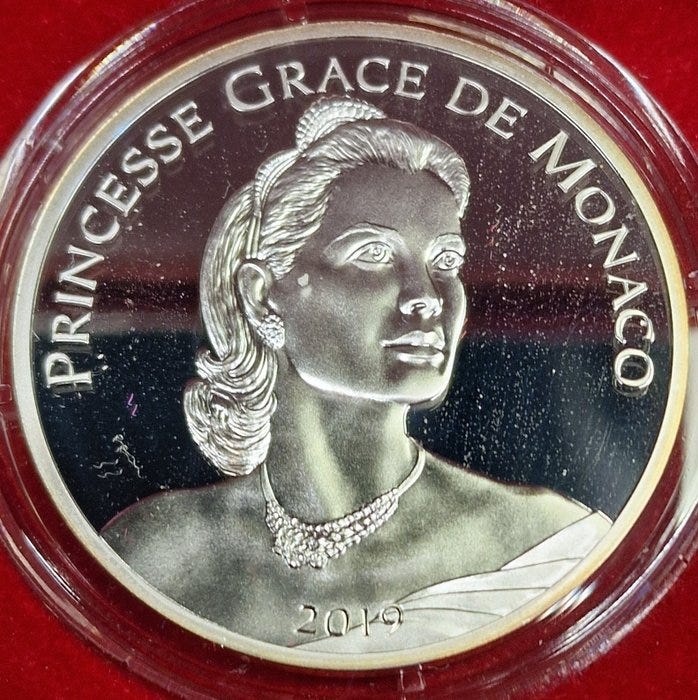 PRINCESSE GRACE DE MONACO
2019